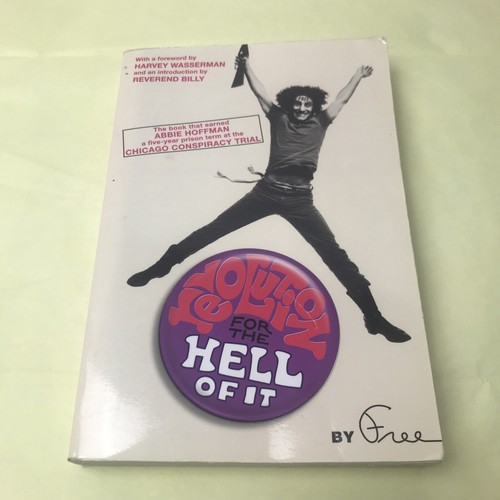 With a foreword by
HARVEY WASSERMAN
and an introduction by
REVEREND BILLY
The book that earned
ABBIE HOFFMAN
a five-year prison term at the
CHICAGO CONSPIRACY TRIAL
Revolution
FOR
THE
HELL
OF IT
BY Free